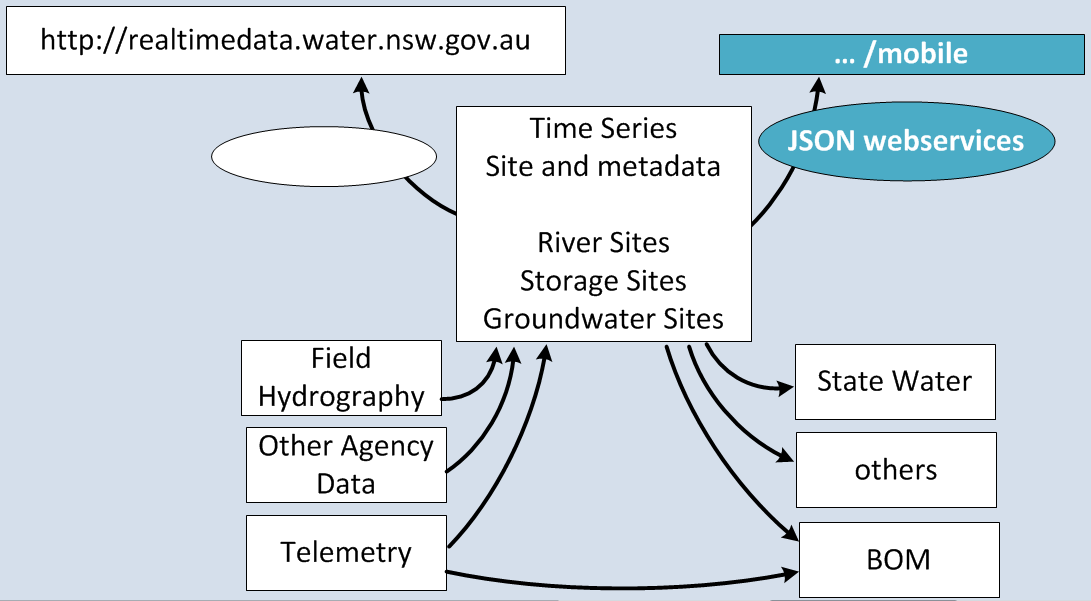 http://realtimedata.water.nsw.gov.au
… /mobile
JSON webservices
Time Series
Site and metadata
River Sites
Storage Sites
Groundwater Sites
Field
Hydrography
Other Agency
Data
Telemetry
State Water
others
BOM